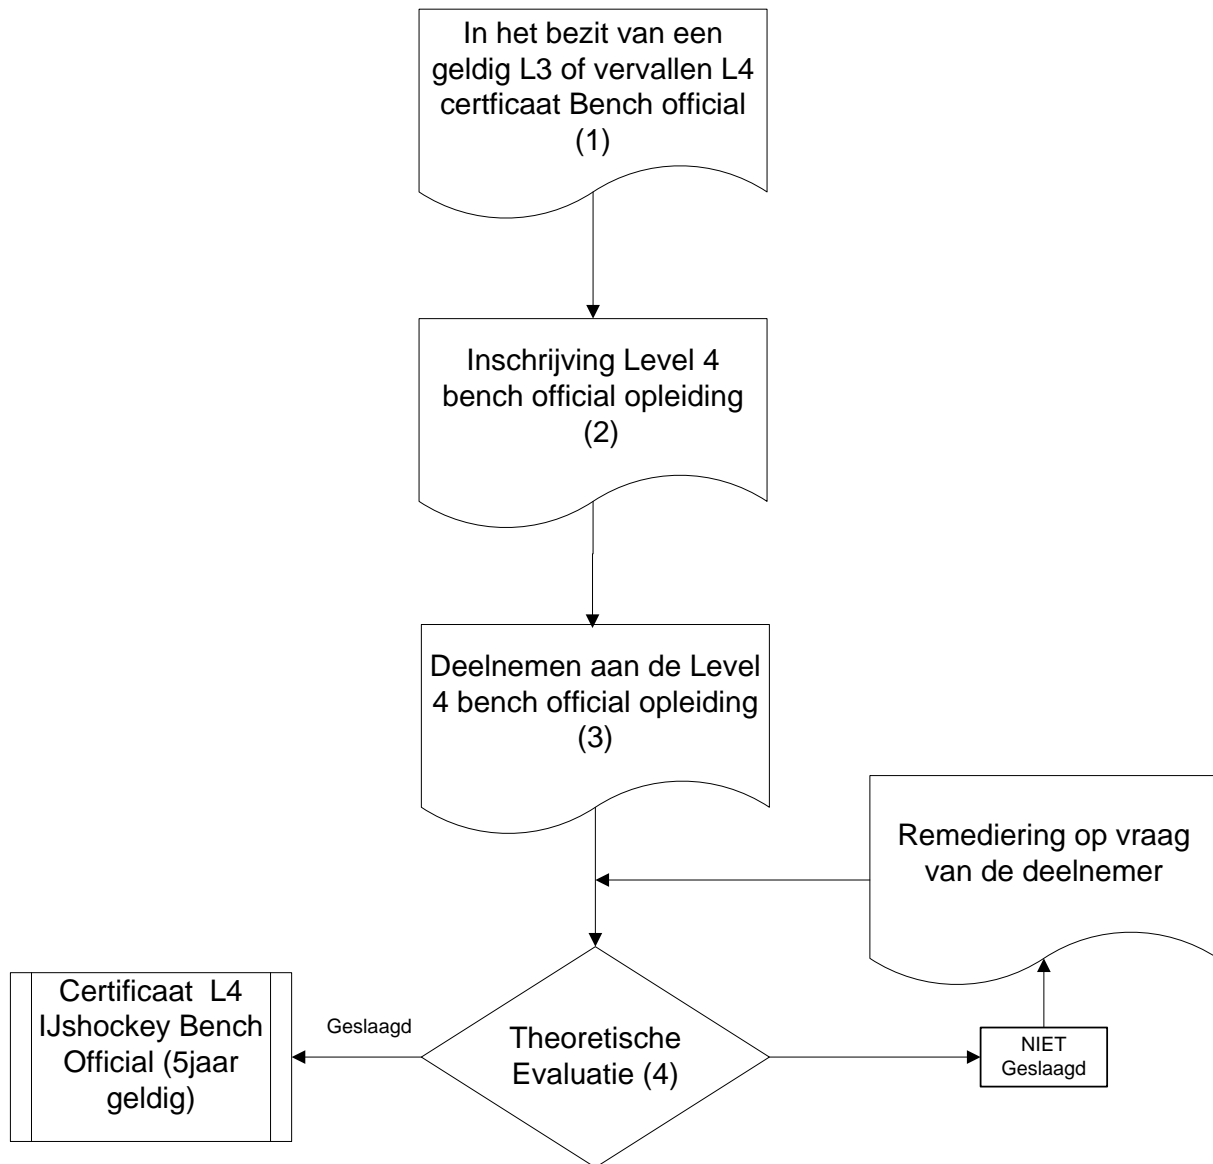 In het bezit van een
geldig L3 of vervallen L4
certficaat Bench official
(1)
Inschrijving Level 4
bench official opleiding
(2)
Deelnemen aan de Level
4 bench official opleiding
(3)
Remediering op vraag
van de deelnemer
Certificaat L4
IJshockey Bench
Official (5jaar
geldig)
Geslaagd
Theoretische
Evaluatie (4)
NIET
Geslaagd